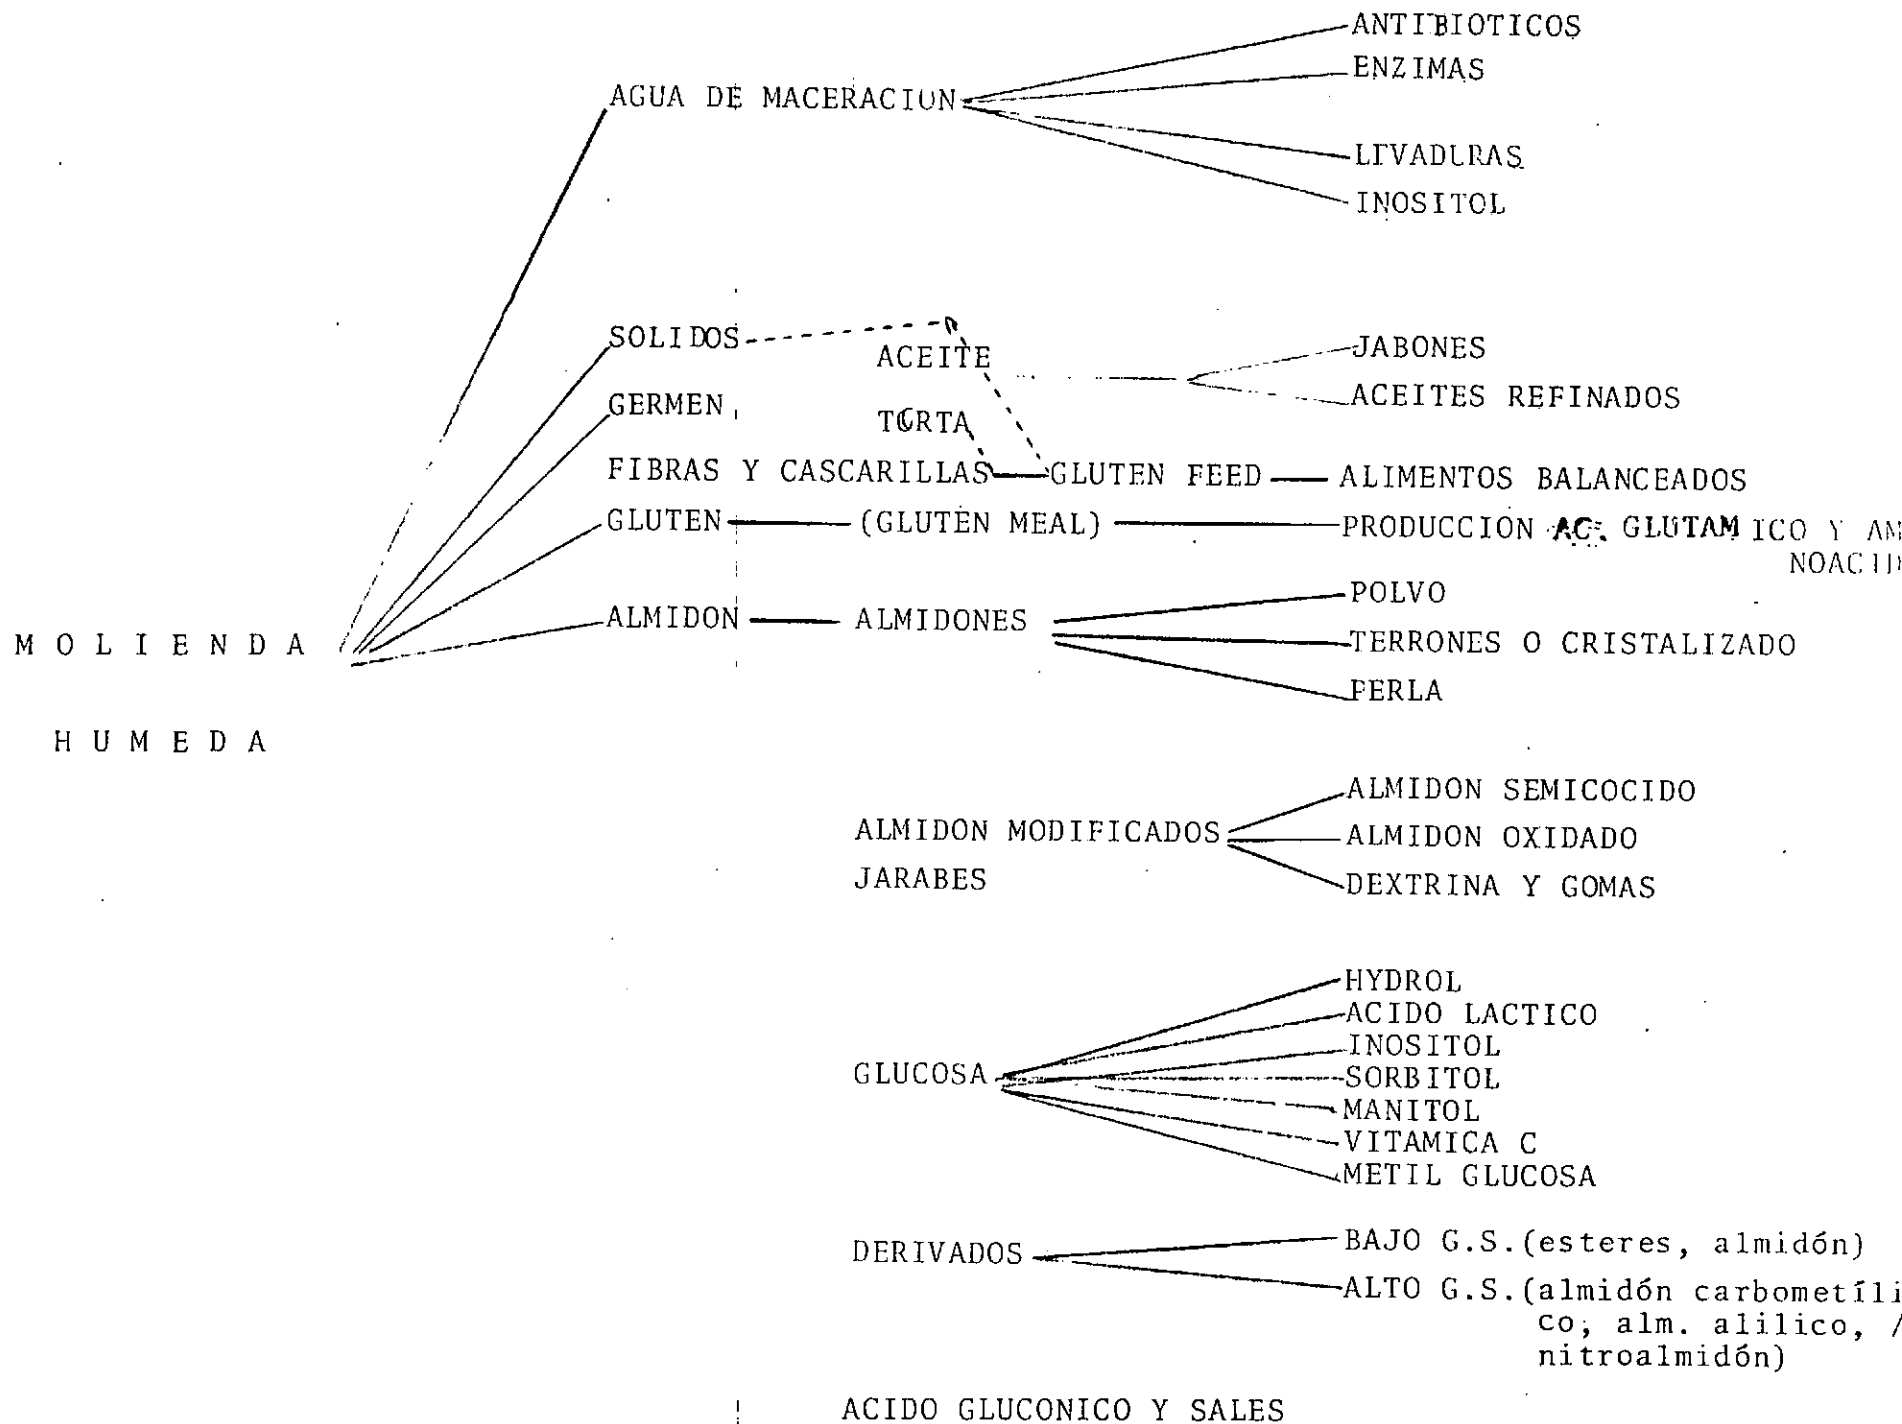 ANTIBIOTICOS
ENZIMAS
AGUA DE MACERACION
LEVADURAS
INOSITOL
SOLIDOS
ACEITE
JABONES
ACEITES REFINADOS
GERMEN
TORTA
FIBRAS Y CASCARILLAS GLUTEN FEED ALIMENTOS BALANCEADOS
GLUTEN (GLUTEN MEAL) PRODUCCION AC. GLUTAMICO Y AM
NOACID
POLVO
ALMIDON ALMIDONES
MOLIENDA
TERRONES O CRISTALIZADO
PERLA
HUMEDA
ALMIDON SEMICOCIDO
ALMIDON MODIFICADOS ALMIDON OXIDADO
JARABES DEXTRINA Y GOMAS
HYDROL
ACIDO LACTICO
INOSITOL
GLUCOSA SORBITOL
MANITOL
VITAMICA C
METIL GLUCOSA
DERIVADOS BAJO G.S.(esteres, almidón)
ALTO G.S.(almidón carbometíli
co, alm. alilico, /
nitroalmidón)
ACIDO GLUCONICO Y SALES